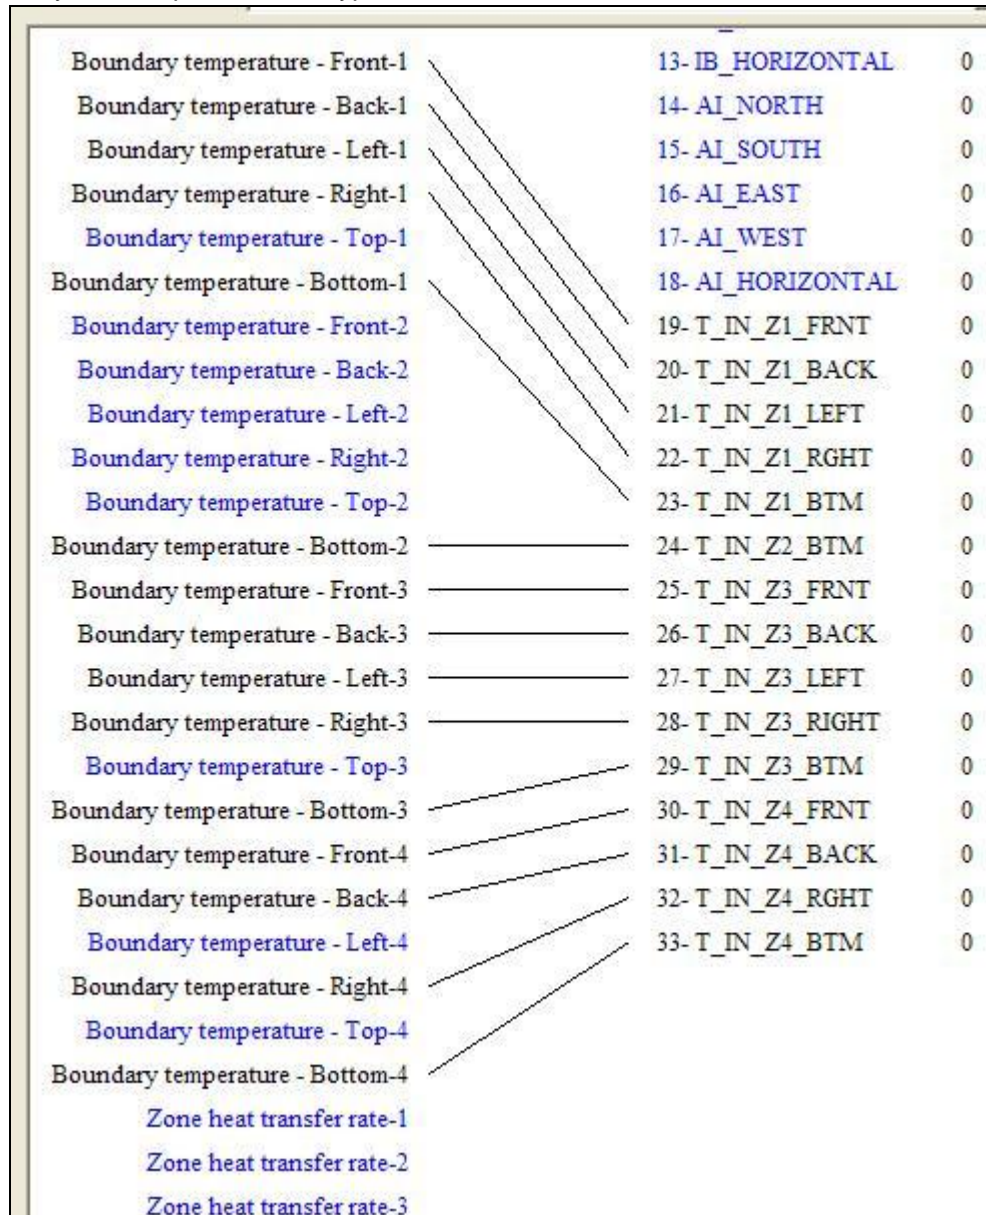 Boundary temperature - Front-1 13- IB_HORIZONTAL 0
Boundary temperature - Back-1 14- AI_NORTH 0
Boundary temperature - Left-1 15- AI_SOUTH 0
Boundary temperature - Right-1 16- AI_EAST 0
Boundary temperature - Top-1 17- AI_WEST 0
Boundary temperature - Bottom-1 18- AI_HORIZONTAL 0
Boundary temperature - Front-2 19- T_IN_Z1_FRNT 0
Boundary temperature - Back-2 20- T_IN_Z1_BACK 0
Boundary temperature - Left-2 21- T_IN_Z1_LEFT 0
Boundary temperature - Right-2 22- T_IN_Z1_RGHT 0
Boundary temperature - Top-2 23- T_IN_Z1_BTM 0
Boundary temperature - Bottom-2 24- T_IN_Z2_BTM 0
Boundary temperature - Front-3 25- T_IN_Z3_FRNT 0
Boundary temperature - Back-3 26- T_IN_Z3_BACK 0
Boundary temperature - Left-3 27- T_IN_Z3_LEFT 0
Boundary temperature - Right-3 28- T_IN_Z3_RIGHT 0
Boundary temperature - Top-3 29- T_IN_Z3_BTM 0
Boundary temperature - Bottom-3 30- T_IN_Z4_FRNT 0
Boundary temperature - Front-4 31- T_IN_Z4_BACK 0
Boundary temperature - Back-4 32- T_IN_Z4_RGHT 0
Boundary temperature - Left-4 33- T_IN_Z4_BTM 0
Boundary temperature - Right-4
Boundary temperature - Top-4
Boundary temperature - Bottom-4
Zone heat transfer rate-1
Zone heat transfer rate-2
Zone heat transfer rate-3